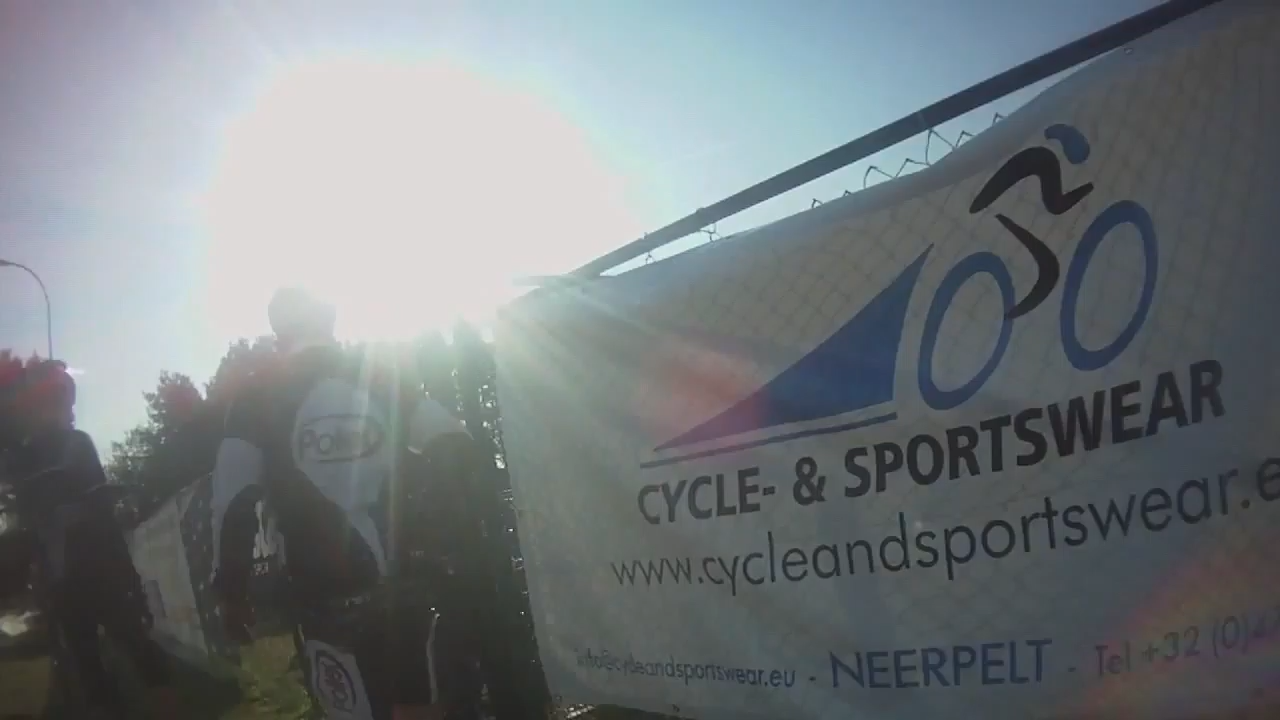 CYCLE- & SPORTSWEAR
www.cycleandsportswear.e
info@cycleandsportswear.eu - NEERPELT - Tel +32 (0)4